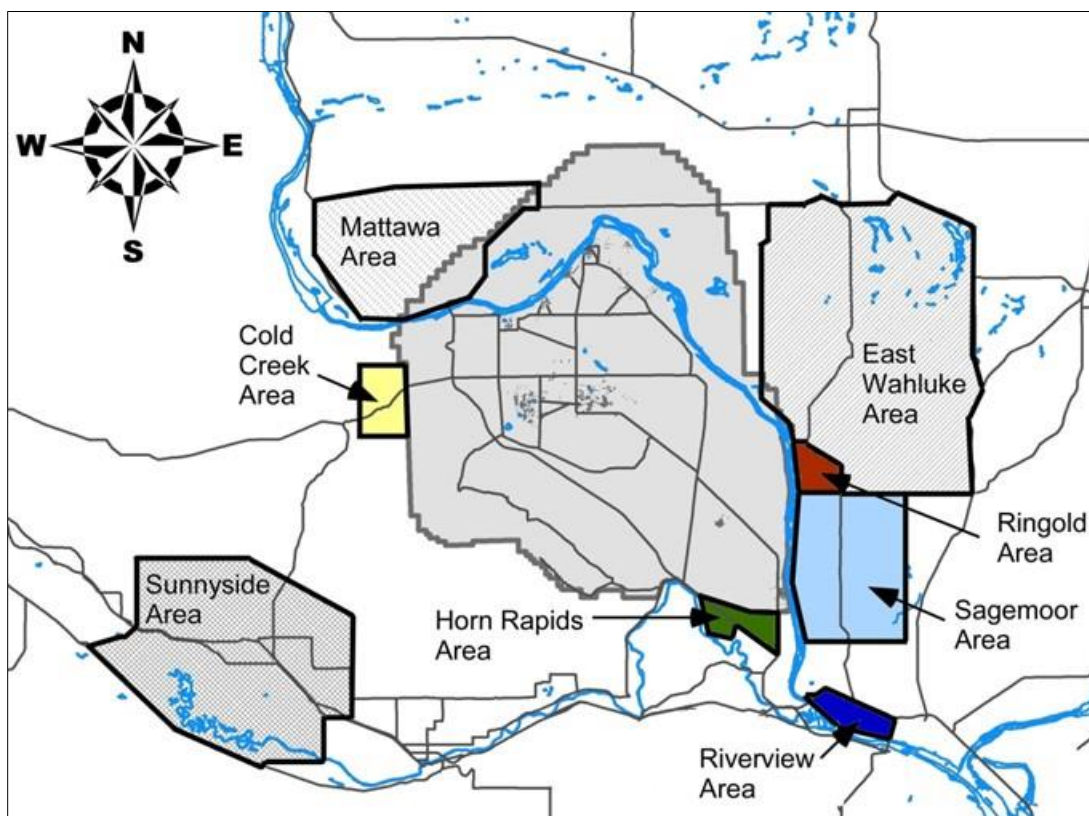 N
W
E
S
Mattawa
Area
Cold
Creek
Area
East
Wahluke
Area
Ringold
Area
Sunnyside
Area
Horn Rapids
Area
Sagemoor
Area
Riverview
Area